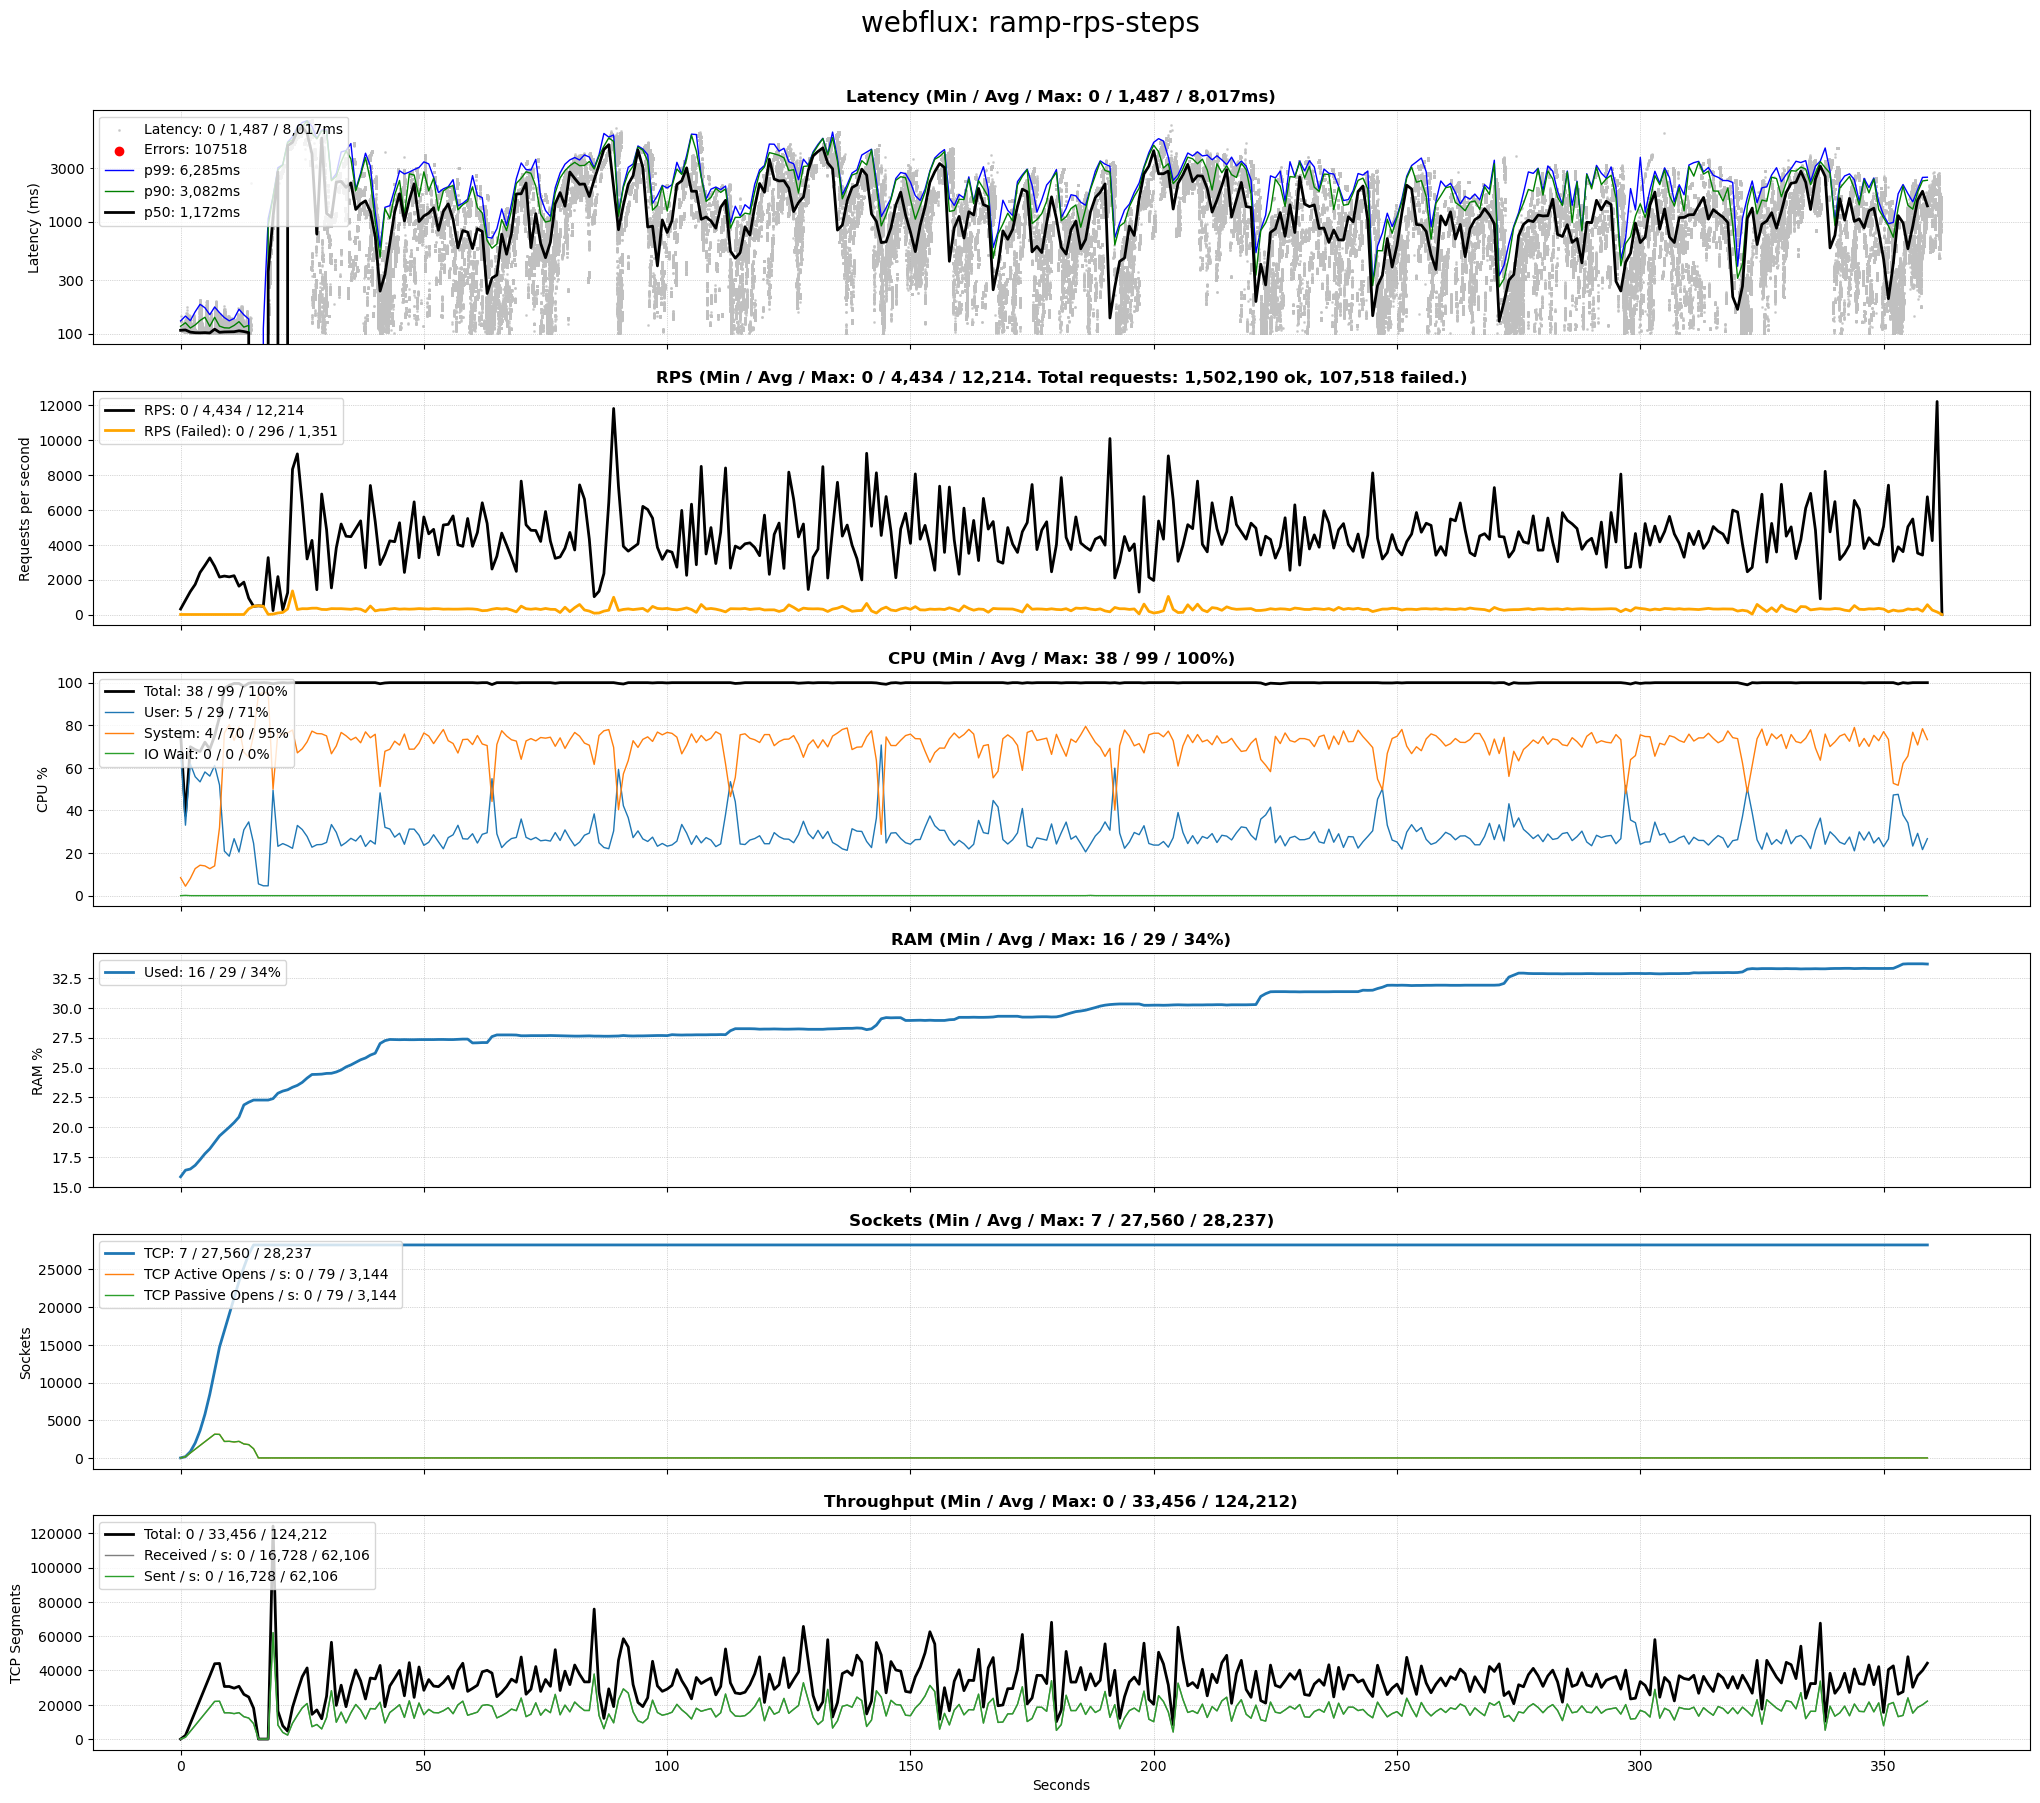 webflux: ramp-rps-steps
Latency (Min / Avg / Max: 0 / 1,487 / 8,017ms)
Latency: 0 / 1,487 / 8,017ms
Errors: 107518
p99: 6,285ms
p90: 3,082ms
p50: 1,172ms
3000
1000
300
100
Latency (ms)
RPS (Min / Avg / Max: 0 / 4,434 / 12,214. Total requests: 1,502,190 ok, 107,518 failed.)
RPS: 0 / 4,434 / 12,214
RPS (Failed): 0 / 296 / 1,351
12000
10000
8000
6000
4000
2000
0
Requests per second
CPU (Min / Avg / Max: 38 / 99 / 100%)
Total: 38 / 99 / 100%
User: 5 / 29 / 71%
System: 4 / 70 / 95%
IO Wait: 0 / 0 / 0%
100
80
60
40
20
0
CPU %
RAM (Min / Avg / Max: 16 / 29 / 34%)
Used: 16 / 29 / 34%
32.5
30.0
27.5
25.0
22.5
20.0
17.5
15.0
RAM %
Sockets (Min / Avg / Max: 7 / 27,560 / 28,237)
TCP: 7 / 27,560 / 28,237
TCP Active Opens / s: 0 / 79 / 3,144
TCP Passive Opens / s: 0 / 79 / 3,144
25000
20000
15000
10000
5000
0
Sockets
Throughput (Min / Avg / Max: 0 / 33,456 / 124,212)
Total: 0 / 33,456 / 124,212
Received / s: 0 / 16,728 / 62,106
Sent / s: 0 / 16,728 / 62,106
120000
100000
80000
60000
40000
20000
0
TCP Segments
0 50 100 150 200 250 300 350
Seconds